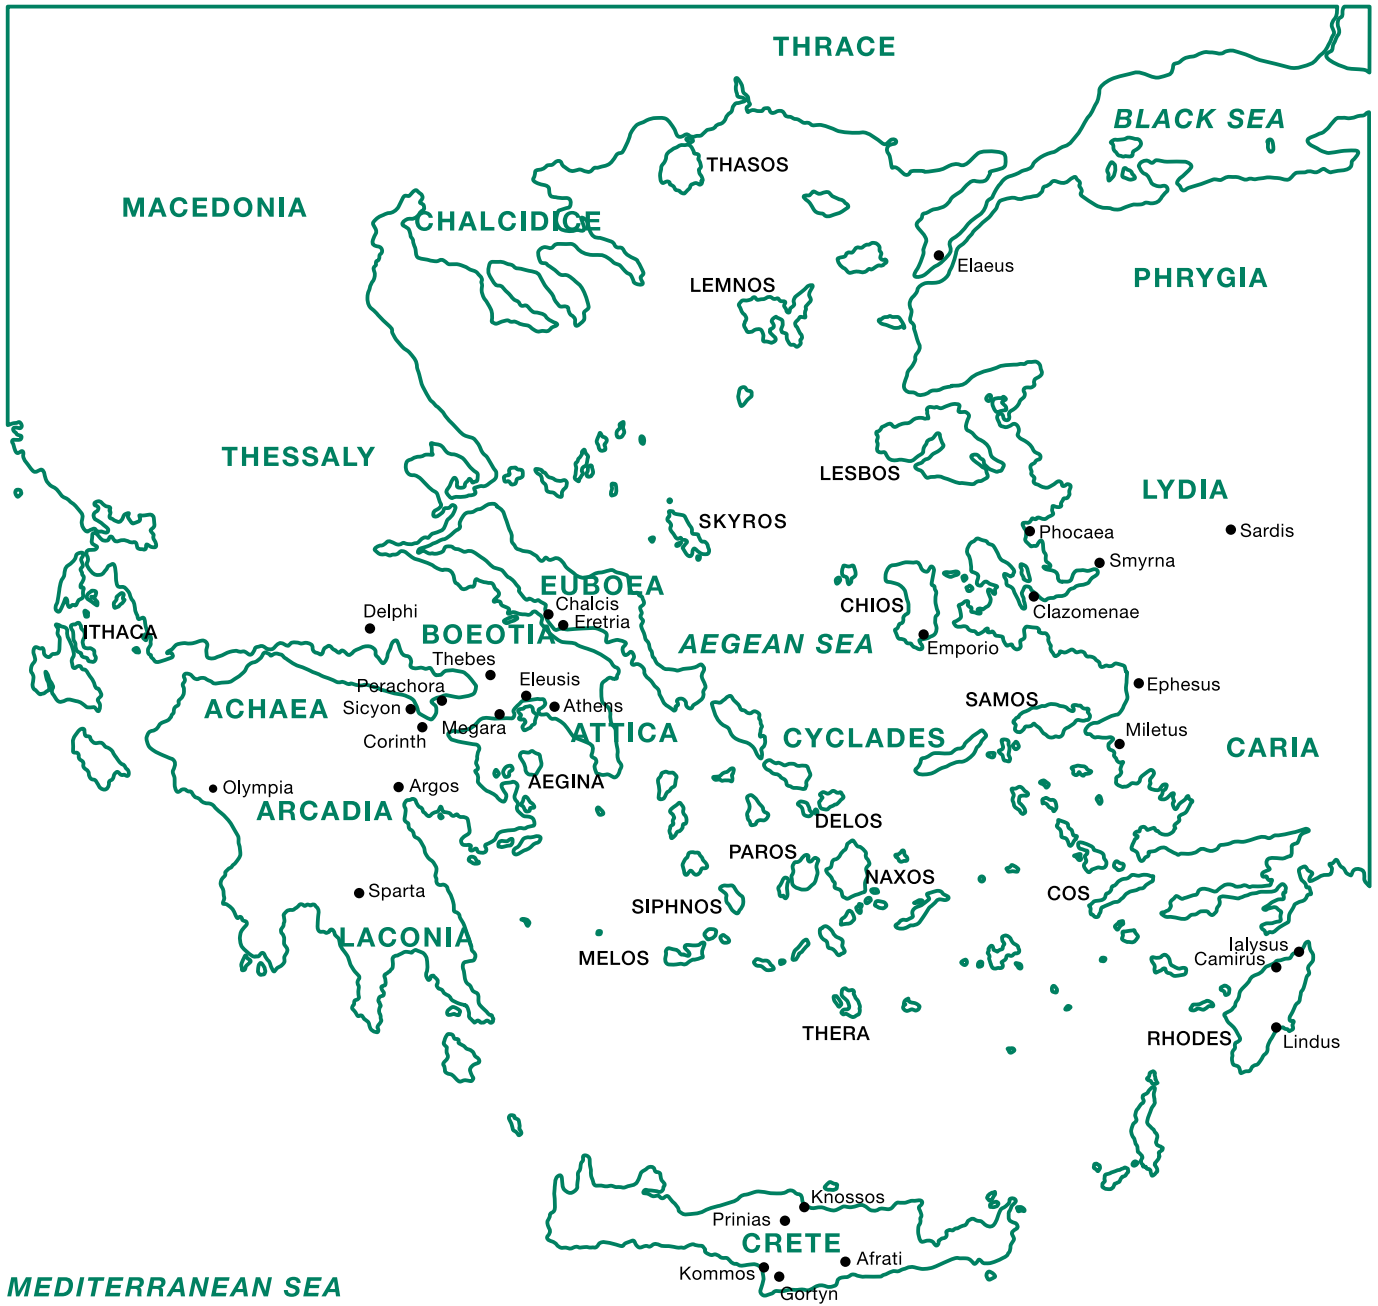 THRACE
BLACK SEA
THASOS
MACEDONIA
CHALCIDICE
Elaeus
PHRYGIA
LEMNOS
THESSALY
LESBOS
LYDIA
SKYROS
Phocaea
Sardis
Smyrna
EUBOEA
CHIOS
Chalcis
Clazomenae
Delphi
Eretria
ITHACA
BOEOTIA
AEGEAN SEA
Emporio
Thebes
Eleusis
Ephesus
Perachora
SAMOS
ACHAEA
Sicyon
Athens
Megara
Miletus
Corinth
ATTICA
CYCLADES
CARIA
AEGINA
Olympia
Argos
ARCADIA
DELOS
PAROS
NAXOS
Sparta
COS
SIPHNOS
LACONIA
Ialysus
MELOS
Camirus
THERA
RHODES
Lindus
Knossos
Prinias
CRETE
Afrati
Kommos
MEDITERRANEAN SEA
Gortyn